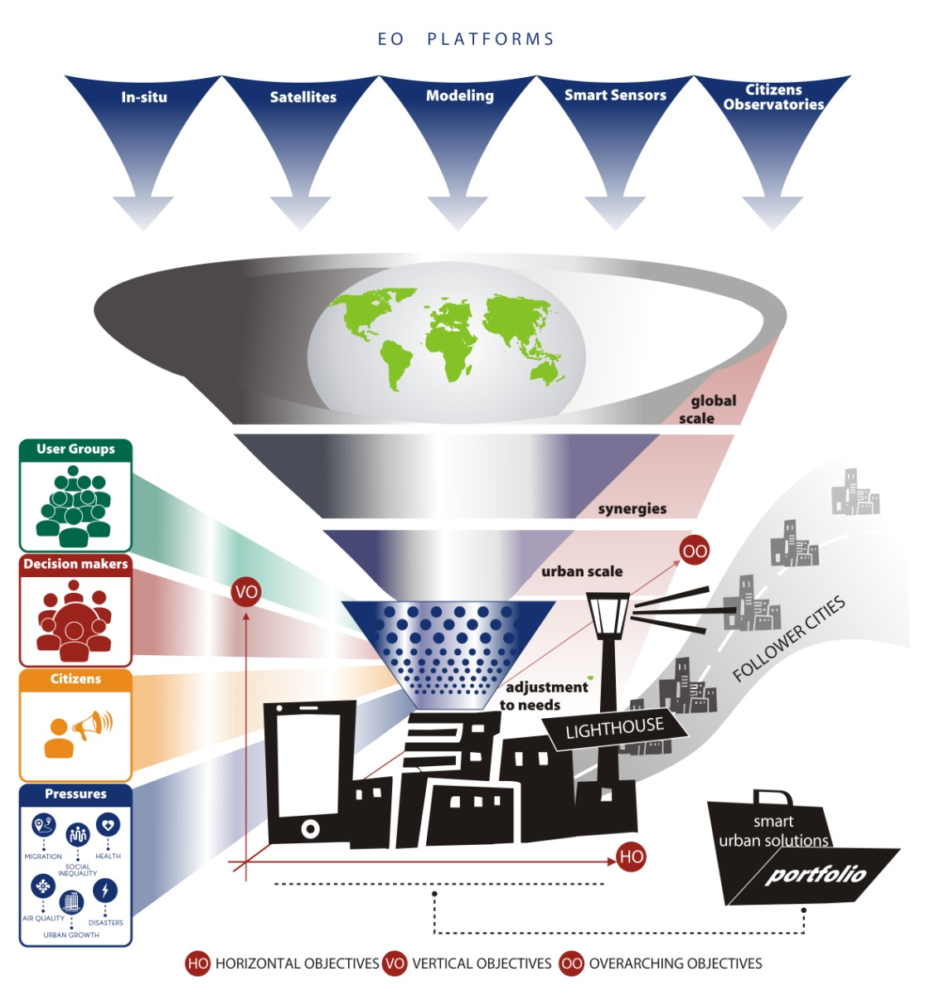 EO PLATFORMS
In-situ
Satellites
Modeling
Smart Sensors
Citizens
Observatories
global
scale
synergies
urban scale
adjustment
to needs
User Groups
Decision makers
Citizens
Pressures
MIGRATION
SOCIAL
INEQUALITY
HEALTH
AIR QUALITY
URBAN GROWTH
DISASTERS
VO
OO
HO
LIGHTHOUSE
FOLLOWER CITIES
smart
urban solutions
portfolio
HO HORIZONTAL OBJECTIVES VO VERTICAL OBJECTIVES OO OVERARCHING OBJECTIVES